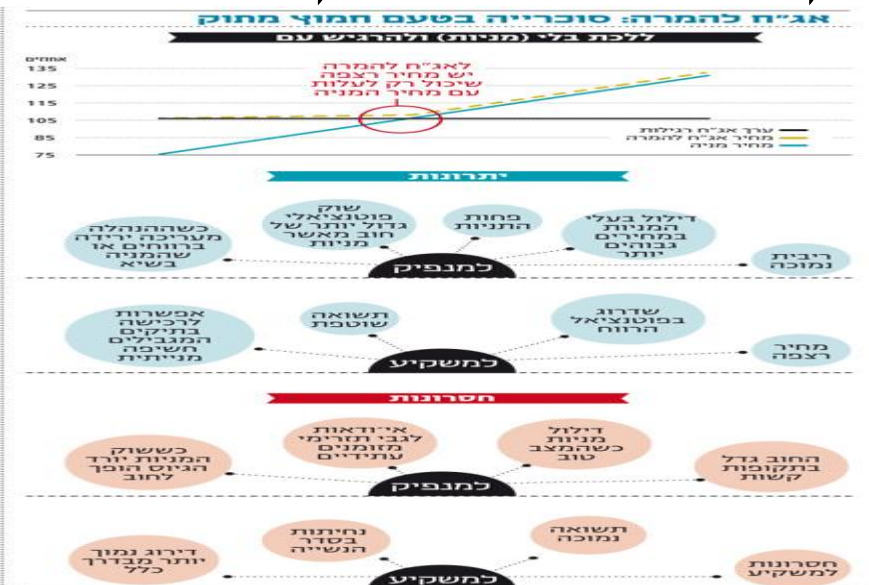 אג״ח להמרה: סוכרייה בטעם חמוץ מתוק
ללכת בלי (מניות) ולהרגיש עם
אחוזים
135
125
115
105
85
75
לאג״ח להמרה
יש מחיר רצפה
שיכול רק לעלות
עם מחיר המניה
ערך אג״ח רגילות
מחיר אג״ח להמרה
מחיר מניה
יתרונות
למנפיק
ריבית
נמוכה
דילול בעלי
המניות
במחירים
גבוהים
יותר
פחות
התניות
שוק
פוטנציאלי
גדול יותר של
חוב מאשר
מניות
כשההנהלה
מעריכה ירידה
ברווחים או
שהמניה
בשיא
למשקיע
מחיר
רצפה
שדרוג
בפוטנציאל
הרווח
תשואה
שוטפת
אפשרות
לרכישה
בתיקים
המגבילים
חשיפה
מנייתית
חסרונות
למנפיק
החוב גדל
בתקופות
קשות
דילול
מניות
כשהמצב
טוב
אי־ודאות
לגבי תזרימי
מזומנים
עתידיים
כששוק
המניות יורד
הגיוס הופך
לחוב
למשקיע
חסרונות
למשקיע
תשואה
נמוכה
נחיתות
בסדר
הנשייה
דירוג נמוך
יותר מבדרך
כלל